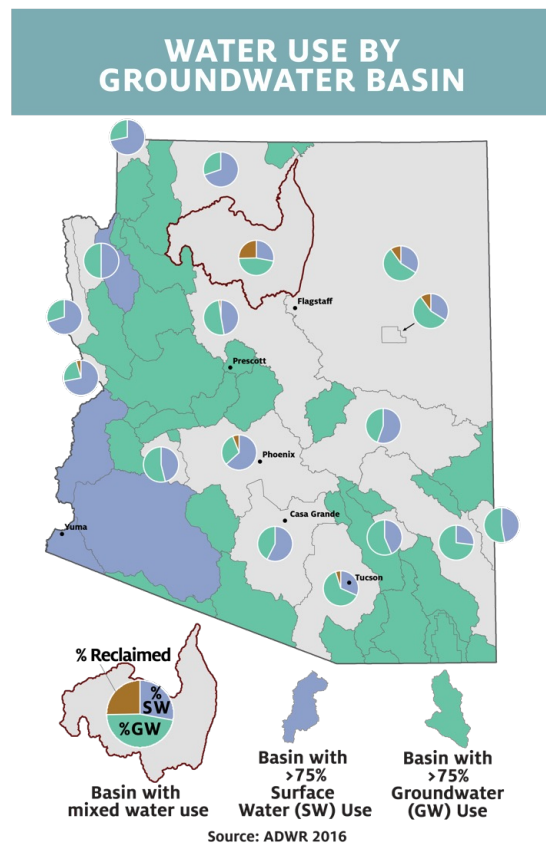 WATER USE BY
GROUNDWATER BASIN
Flagstaff
Prescott
Phoenix
Casa Grande
Yuma
Tucson
% Reclaimed
%
SW
%GW
Basin with
mixed water use
Basin with
>75%
Surface
Water (SW) Use
Basin with
>75%
Groundwater
(GW) Use
Source: ADWR 2016